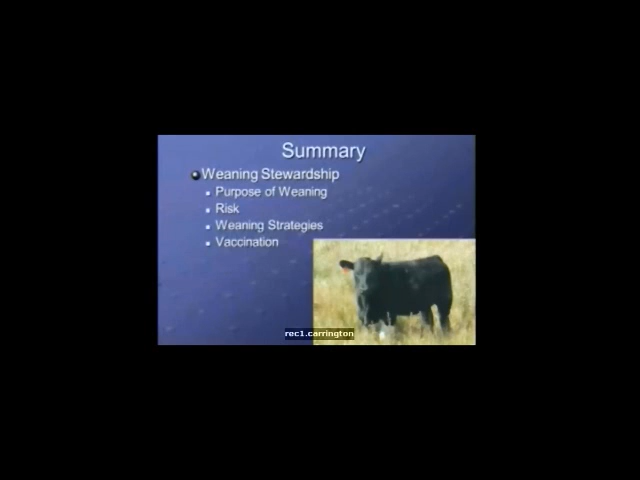 Summary
Weaning Stewardship
Purpose of Weaning
Risk
Weaning Strategies
Vaccination
rec1.carrington